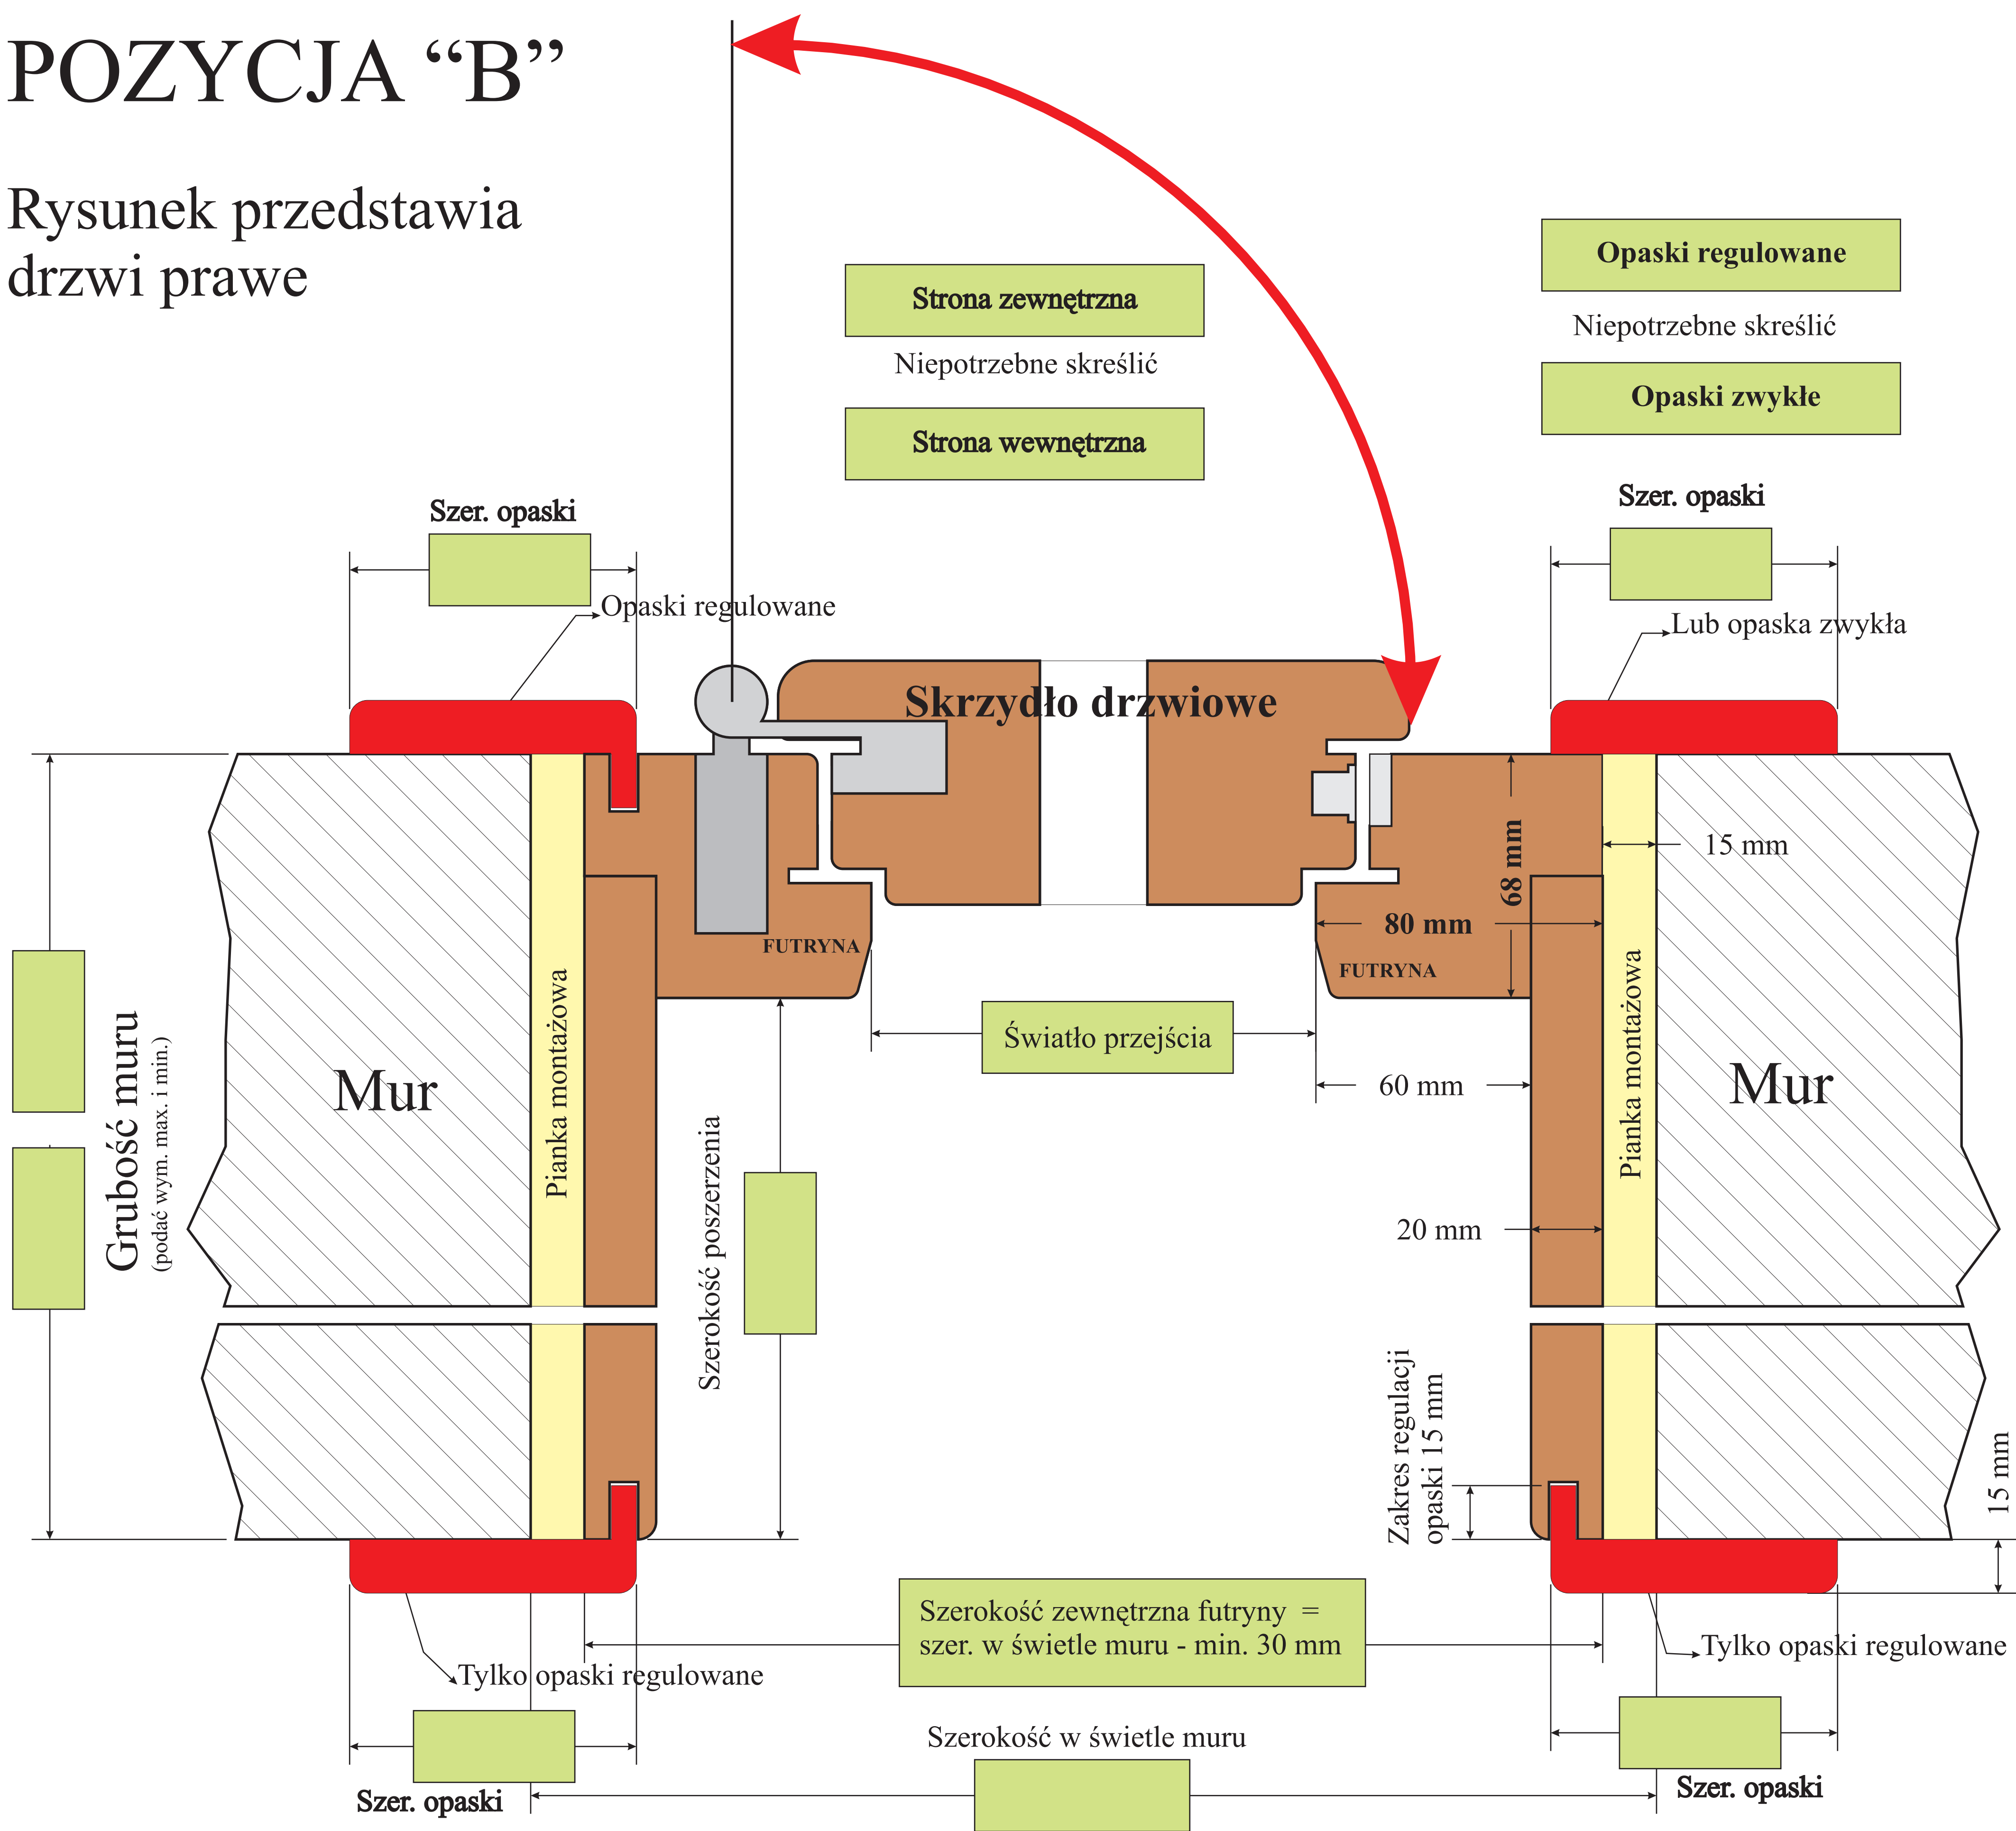 POZYCJA “B”
Rysunek przedstawia
drzwi prawe
Strona zewnętrzna
Niepotrzebne skreślić
Strona wewnętrzna
Opaski regulowane
Niepotrzebne skreślić
Opaski zwykłe
Szer. opaski
Opaski regulowane
Szer. opaski
Lub opaska zwykła
Skrzydło drzwiowe
68 mm
15 mm
80 mm
FUTRYNA
FUTRYNA
Światło przejścia
60 mm
Grubość muru
(podać wym. max. i min.)
Mur
Pianka montażowa
Szerokość poszerzenia
Pianka montażowa
Mur
20 mm
Zakres regulacji
opaski 15 mm
15 mm
Szerokość zewnętrzna futryny =
szer. w świetle muru - min. 30 mm
Tylko opaski regulowane
Tylko opaski regulowane
Szer. opaski
Szerokość w świetle muru
Szer. opaski